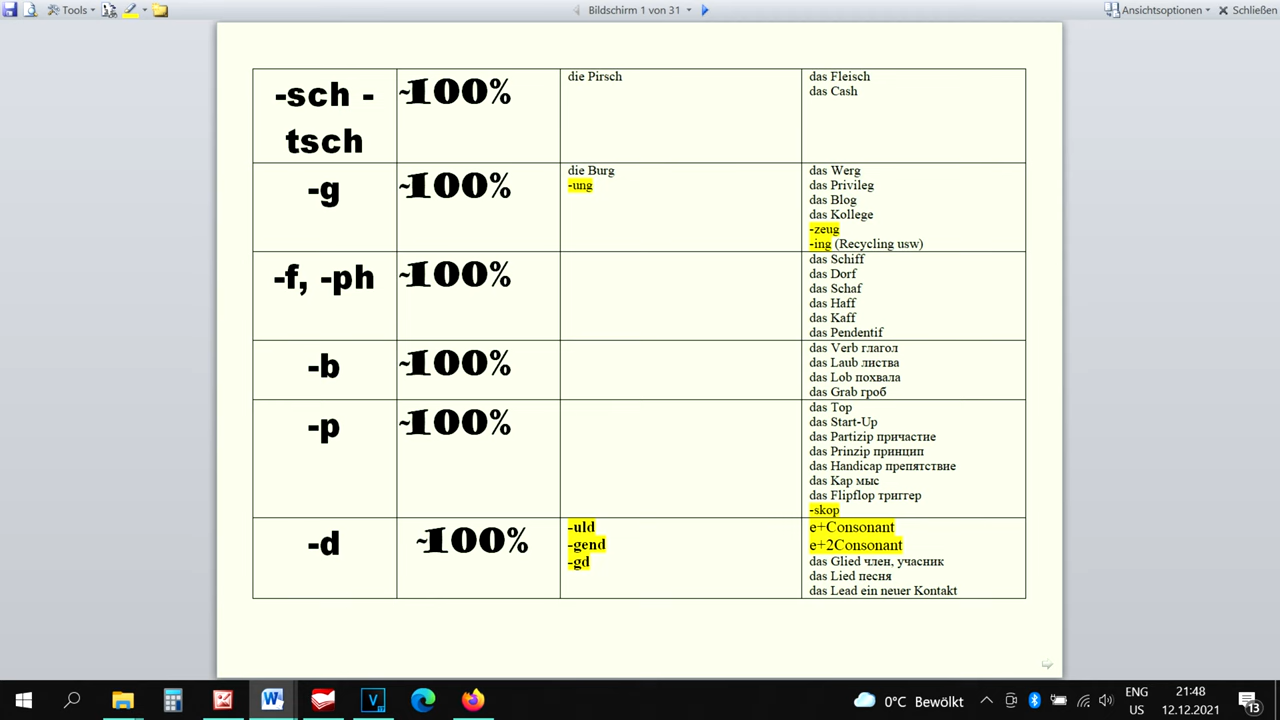 Tools
Bildschirm 1 von 31
Ansichtsoptionen
Schließen
-sch -
tsch
~100%
die Pirsch
das Fleisch
das Cash
-g
~100%
die Burg
-ung
das Werg
das Privileg
das Blog
das Kollege
-zeug
-ing (Recycling usw)
-f, -ph
~100%
das Schiff
das Dorf
das Schaf
das Haff
das Kaff
das Pendentif
-b
~100%
das Verb глагол
das Laub листва
das Lob похвала
das Grab гроб
-p
~100%
das Top
das Start-Up
das Partizip причастие
das Prinzip принцип
das Handicap препятствие
das Kap мыс
das Flipflop триггер
-skop
-d
~100%
-uld
-gend
-gd
e+Consonant
e+2Consonant
das Glied член, учасник
das Lied песня
das Lead ein neuer Kontakt
0°C Bewölkt
ENG
US
21:48
12.12.2021
13